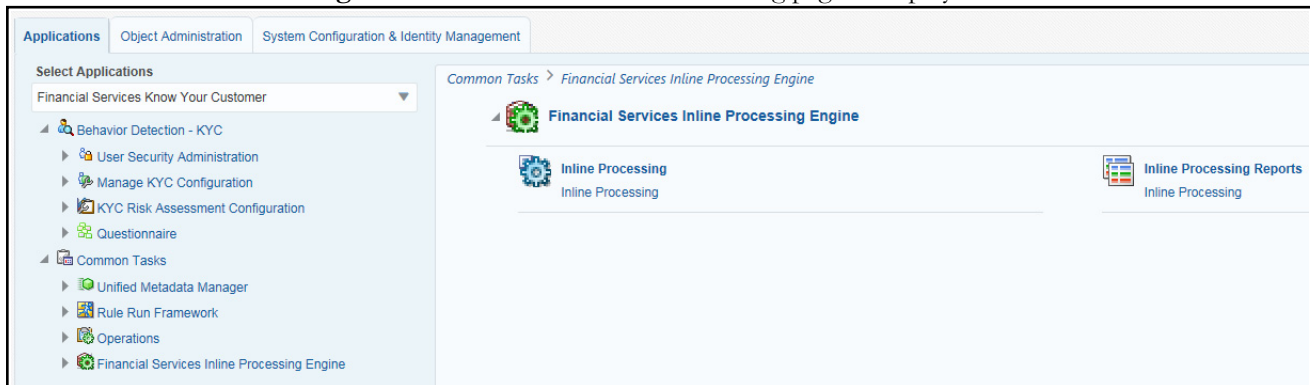 Applications
Object Administration
System Configuration & Identity Management
Select Applications
Financial Services Know Your Customer
Behavior Detection - KYC
User Security Administration
Manage KYC Configuration
KYC Risk Assessment Configuration
Questionnaire
Common Tasks
Unified Metadata Manager
Rule Run Framework
Operations
Financial Services Inline Processing Engine
Common Tasks > Financial Services Inline Processing Engine
Financial Services Inline Processing Engine
Inline Processing
Inline Processing
Inline Processing Reports
Inline Processing